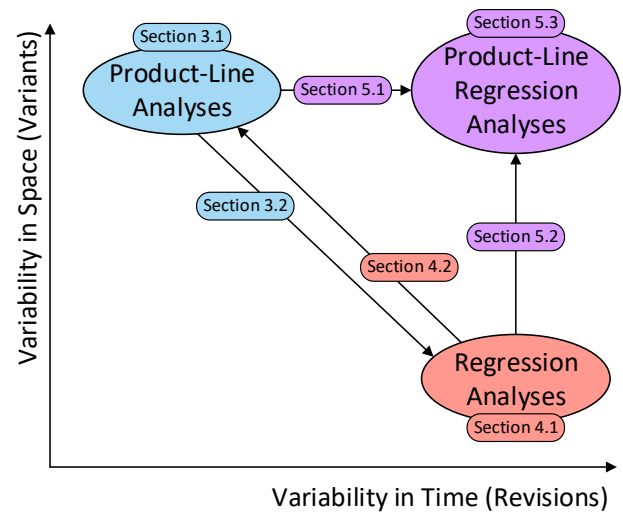 Section 3.1
Product-Line
Analyses
Section 5.1
Section 5.3
Product-Line
Regression
Analyses
Section 3.2
Section 4.2
Section 5.2
Regression
Analyses
Section 4.1
Variability in Space (Variants)
Variability in Time (Revisions)